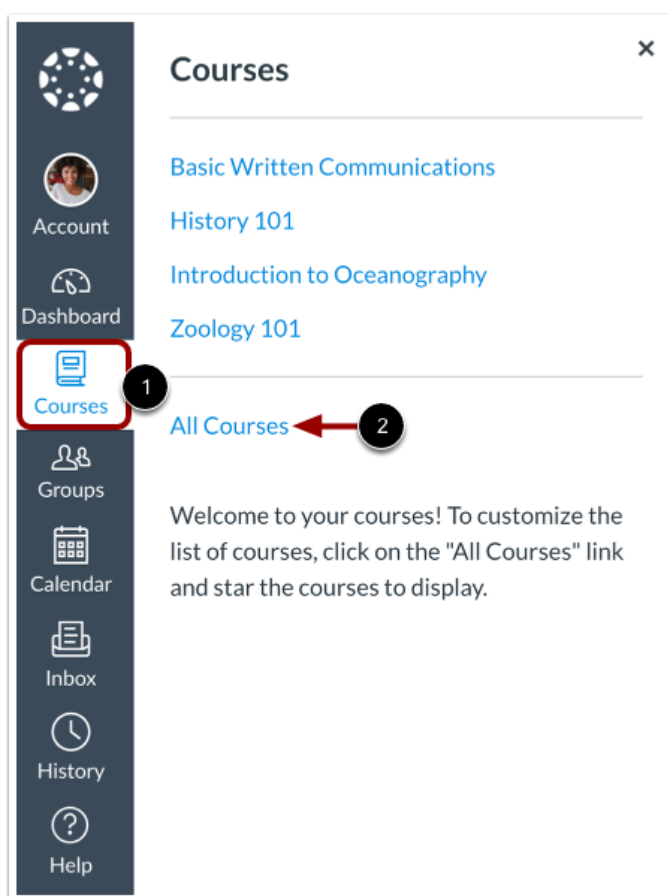 Courses
×
Basic Written Communications
History 101
Introduction to Oceanography
Zoology 101
All Courses
2
Welcome to your courses! To customize the
list of courses, click on the "All Courses" link
and star the courses to display.
Account
Dashboard
Courses
1
Groups
Calendar
Inbox
History
?
Help